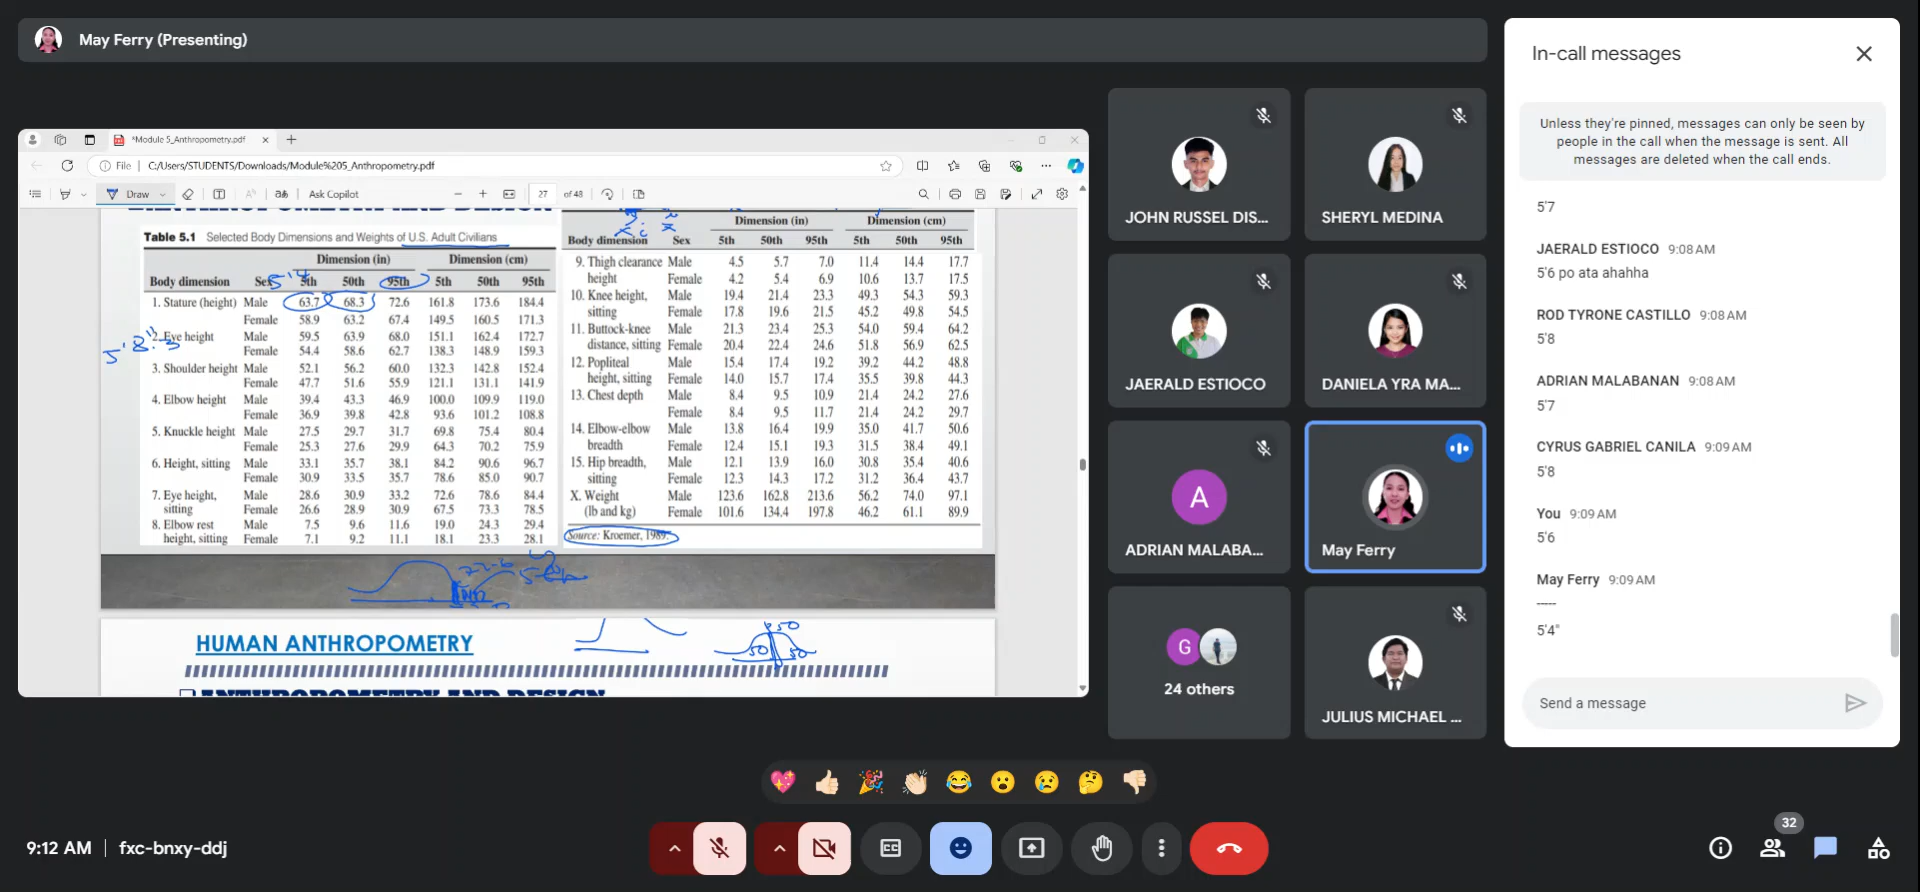 May Ferry (Presenting)
*Module 5_Anthropometry.pdf
File C:/Users/STUDENTS/Downloads/Module%205_Anthropometry.pdf
Draw
Ask Copilot
27 of 48
Table 5.1 Selected Body Dimensions and Weights of U.S. Adult Civilians
Dimension (in) Dimension (cm)
Body dimension Sex 5th 50th 95th 5th 50th 95th
5'4
1. Stature (height) Male 63.7 68.3 72.6 161.8 173.6 184.4
Female 58.9 63.2 67.4 149.5 160.5 171.3
2. Eye height Male 59.5 63.9 68.0 151.1 162.4 172.7
Female 54.4 58.6 62.7 138.3 148.9 159.3
3. Shoulder height Male 52.1 56.2 60.0 132.3 142.8 152.4
Female 47.7 51.6 55.9 121.1 131.1 141.9
4. Elbow height Male 39.4 43.3 46.9 100.0 109.9 119.0
Female 36.9 39.8 42.8 93.6 101.2 108.8
5. Knuckle height Male 27.5 29.7 31.7 69.8 75.4 80.4
Female 25.3 27.6 29.9 64.3 70.2 75.9
6. Height, sitting Male 33.1 35.7 38.1 84.2 90.6 96.7
Female 30.9 33.5 35.7 78.6 85.0 90.7
7. Eye height, Male 28.6 30.9 33.2 72.6 78.6 84.4
sitting Female 26.6 28.9 30.9 67.5 73.3 78.5
8. Elbow rest Male 7.5 9.6 11.6 19.0 24.3 29.4
height, sitting Female 7.1 9.2 11.1 18.1 23.3 28.1
Dimension (in) Dimension (cm)
Body dimension Sex 5th 50th 95th 5th 50th 95th
9. Thigh clearance Male 4.5 5.7 7.0 11.4 14.4 17.7
height Female 4.2 5.4 6.9 10.6 13.7 17.5
10. Knee height, Male 19.4 21.4 23.3 49.3 54.3 59.3
sitting Female 17.8 19.6 21.5 45.2 49.8 54.5
11. Buttock-knee Male 21.3 23.4 25.3 54.0 59.4 64.2
distance, sitting Female 20.4 22.4 24.6 51.8 56.9 62.5
12. Popliteal Male 15.4 17.4 19.2 39.2 44.2 48.8
height, sitting Female 14.0 15.7 17.4 35.5 39.8 44.3
13. Chest depth Male 8.4 9.5 10.9 21.4 24.2 27.6
Female 8.4 9.5 11.7 21.4 24.2 29.7
14. Elbow-elbow Male 13.8 16.4 19.9 35.0 41.7 50.6
breadth Female 12.4 15.1 19.3 31.5 38.4 49.1
15. Hip breadth, Male 12.1 13.9 16.0 30.8 35.4 40.6
sitting Female 12.3 14.3 17.2 31.2 36.4 43.7
X. Weight Male 123.6 162.8 213.6 56.2 74.0 97.1
(lb and kg) Female 101.6 134.4 197.8 46.2 61.1 89.9
Source: Kroemer, 1989.
50
50 50
HUMAN ANTHROPOMETRY
ANTHROPOMETRY AND DESIGN
JOHN RUSSEL DIS...
SHERYL MEDINA
JAERALD ESTIOCO
DANIELA YRA MA...
A
ADRIAN MALABA...
May Ferry
G
24 others
JULIUS MICHAEL ...
In-call messages
Unless they're pinned, messages can only be seen by
people in the call when the message is sent. All
messages are deleted when the call ends.
5'7
JAERALD ESTIOCO 9:08 AM
5'6 po ata ahahha
ROD TYRONE CASTILLO 9:08 AM
5'8
ADRIAN MALABANAN 9:08 AM
5'7
CYRUS GABRIEL CANILA 9:09 AM
5'8
You 9:09 AM
5'6
May Ferry 9:09 AM
-----
5'4"
Send a message
9:12 AM fxc-bnxy-ddj
32